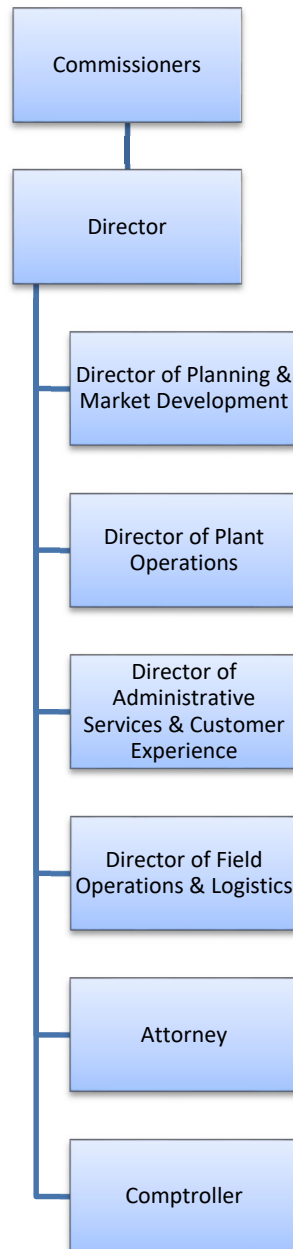 Commissioners
Director
Director of Planning &
Market Development
Director of Plant
Operations
Director of
Administrative
Services & Customer
Experience
Director of Field
Operations & Logistics
Attorney
Comptroller